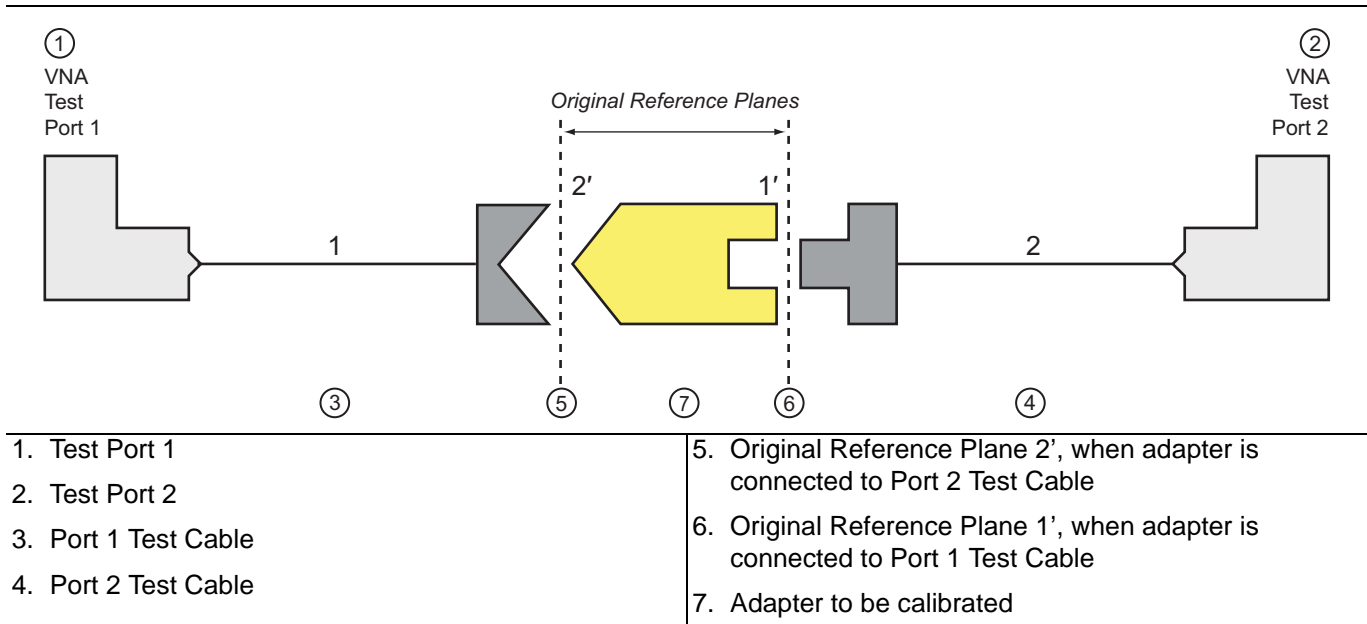 ①
VNA
Test
Port 1
②
VNA
Test
Port 2
Original Reference Planes
2′
1′
1
2
③
⑤
⑦
⑥
④
1. Test Port 1
2. Test Port 2
3. Port 1 Test Cable
4. Port 2 Test Cable
5. Original Reference Plane 2’, when adapter is
connected to Port 2 Test Cable
6. Original Reference Plane 1’, when adapter is
connected to Port 1 Test Cable
7. Adapter to be calibrated